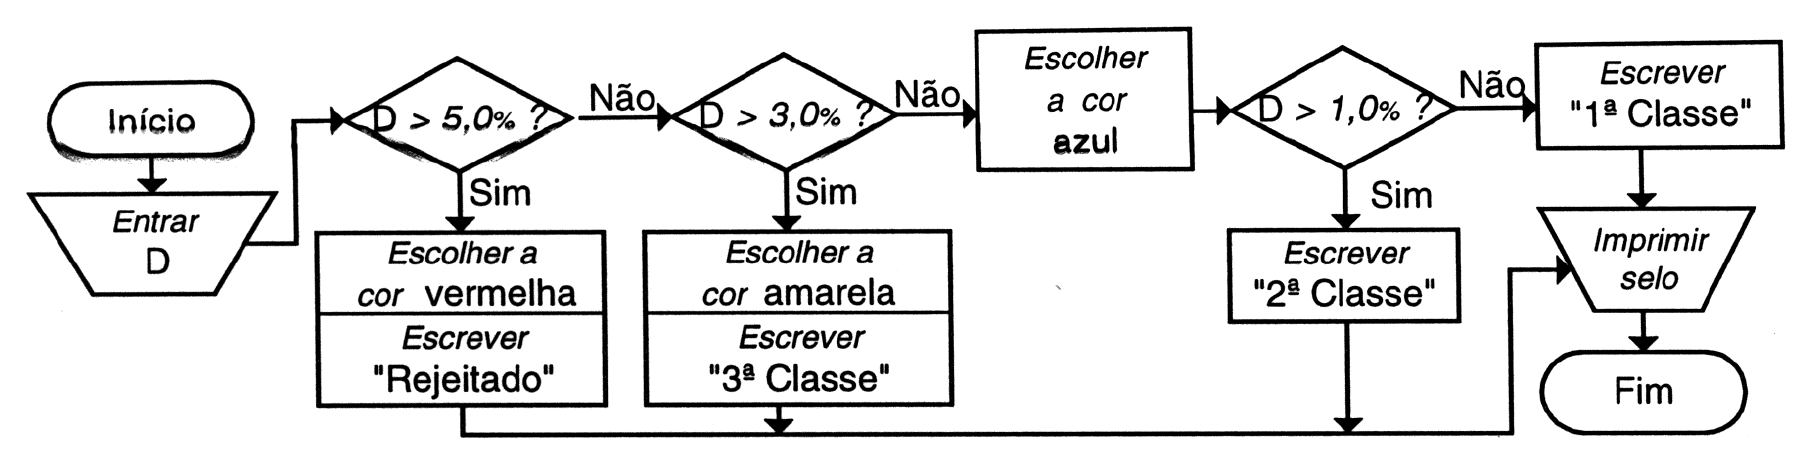 Início
Entrar
D
D > 5,0% ?
Não
Sim
Escolher a
cor vermelha
Escrever
"Rejeitado"
D > 3,0% ?
Não
Sim
Escolher a
cor amarela
Escrever
"3ª Classe"
Escolher
a cor
azul
D > 1,0% ?
Não
Sim
Escrever
"2ª Classe"
Escrever
"1ª Classe"
Imprimir
selo
Fim